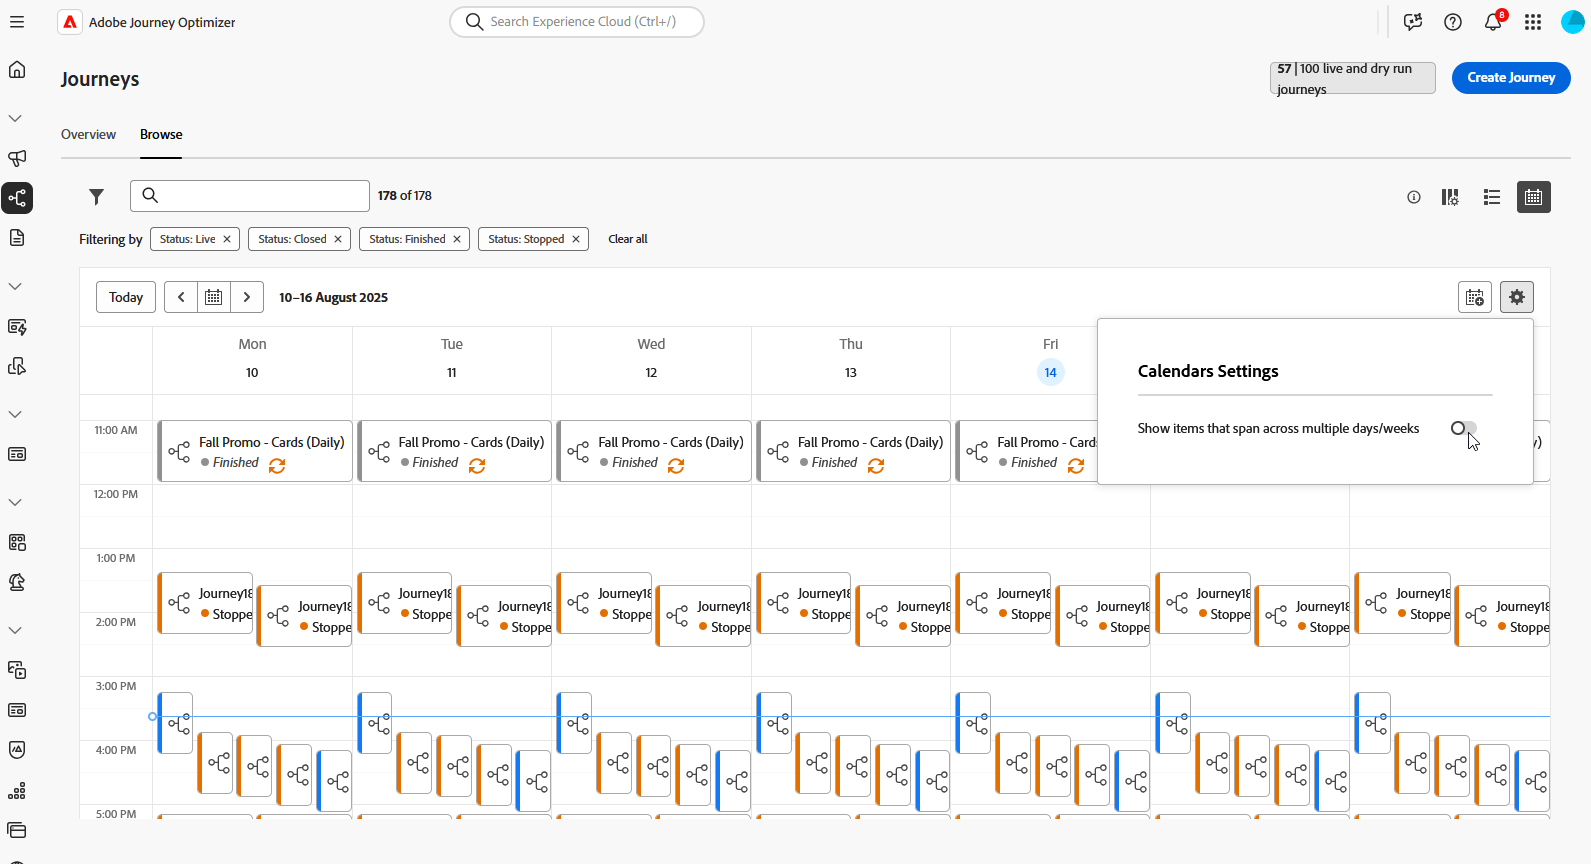 Adobe Journey Optimizer
Search Experience Cloud (Ctrl+/)
8
Journeys
57 | 100 live and dry run
journeys
Create Journey
Overview
Browse
178 of 178
Filtering by
Status: Live
Status: Closed
Status: Finished
Status: Stopped
Clear all
Today
10–16 August 2025
Mon
Tue
Wed
Thu
Fri
10
11
12
13
14
Calendars Settings
Show items that span across multiple days/weeks
11:00 AM
Fall Promo - Cards (Daily)
Finished
Fall Promo - Cards (Daily)
Finished
Fall Promo - Cards (Daily)
Finished
Fall Promo - Cards (Daily)
Finished
Fall Promo - Cards
Finished
)
12:00 PM
1:00 PM
Journey18
Stoppe
Journey18
Stoppe
Journey18
Stoppe
Journey18
Stoppe
Journey18
Stoppe
Journey18
Stoppe
Journey18
Stoppe
Journey18
Stoppe
Journey18
Stoppe
Journey18
Stoppe
Journey18
Stoppe
Journey18
Stoppe
Journey18
Stoppe
Journey18
Stoppe
2:00 PM
3:00 PM
4:00 PM
5:00 PM